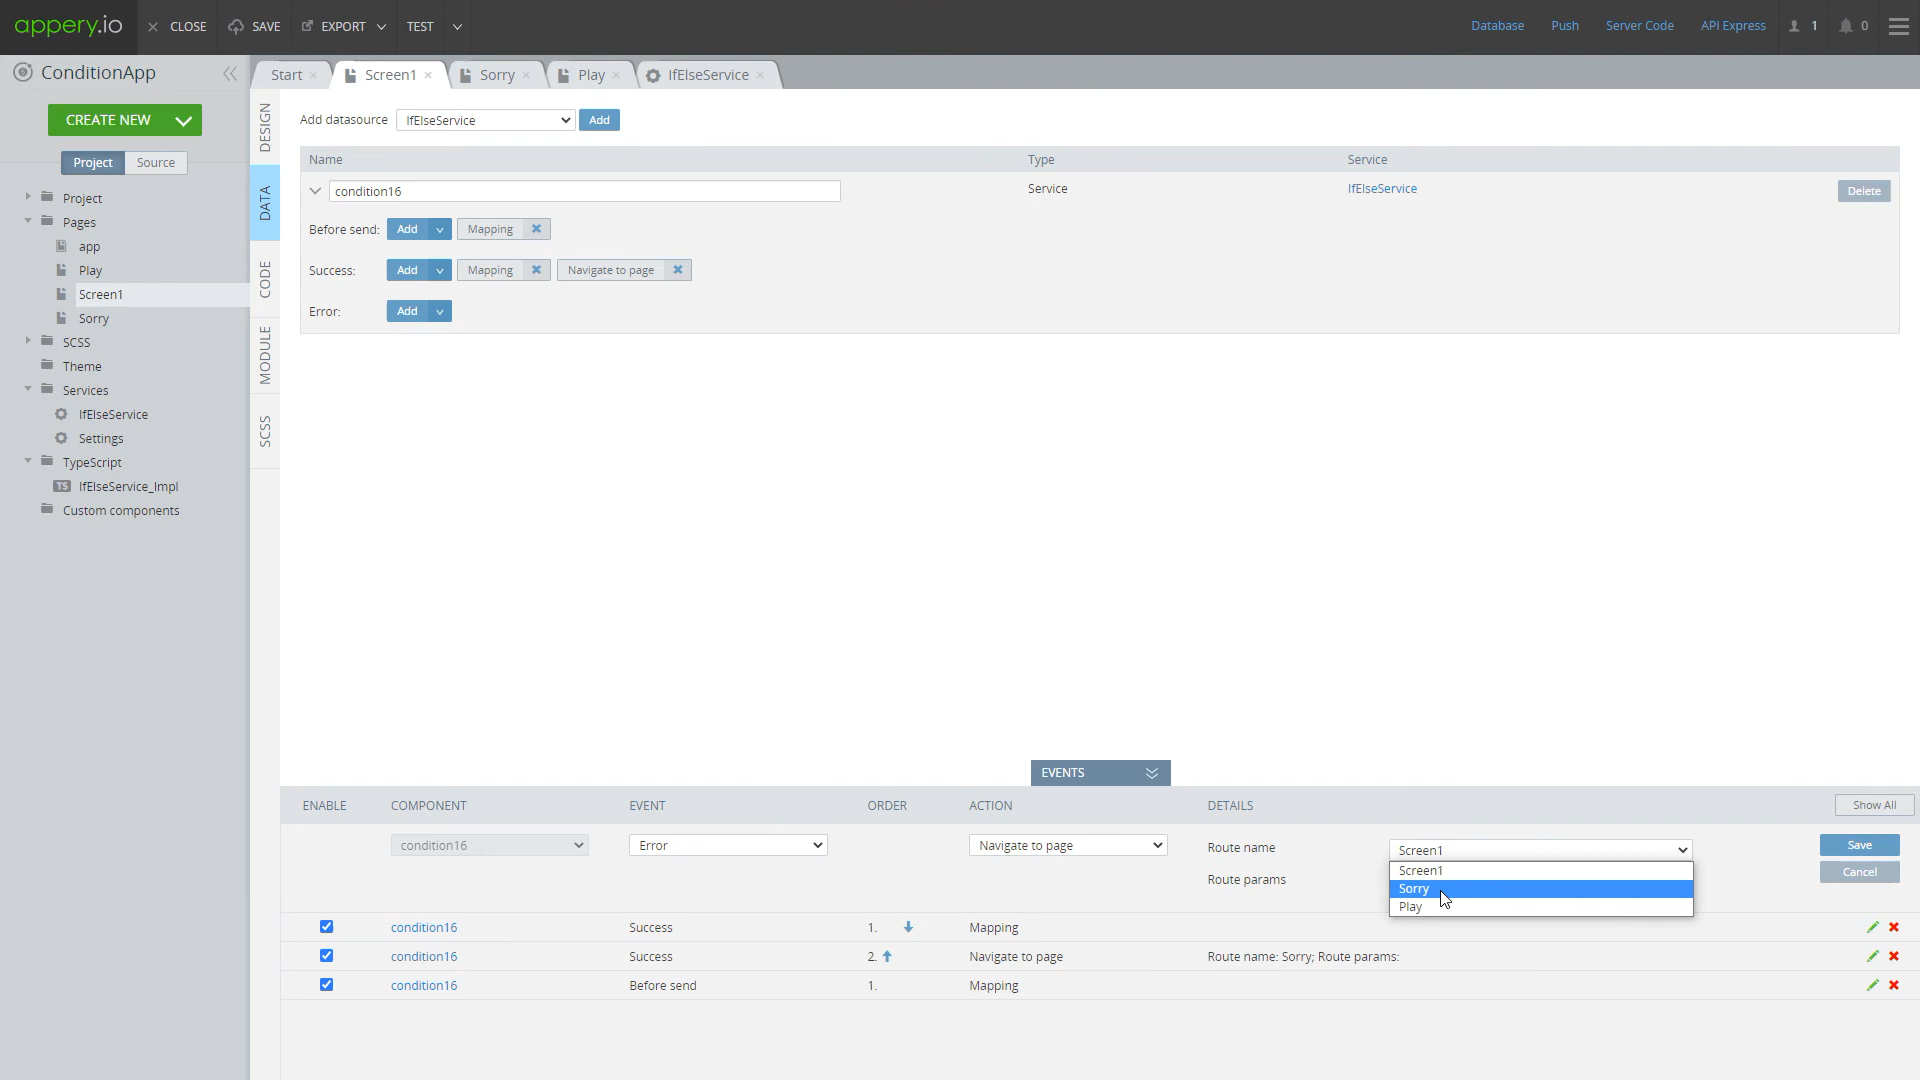 appery.io
CLOSE SAVE EXPORT TEST Database Push Server Code API Express 1 0
ConditionApp
CREATE NEW
Project Source
Project
Pages
app
Play
Screen1
Sorry
SCSS
Theme
Services
IfElseService
Settings
TypeScript
TS IfElseService_Impl
Custom components
Start Screen1 Sorry Play IfElseService
DESIGN
DATA
CODE
MODULE
SCSS
Add datasource IfElseService Add
Name Type Service
condition16 Service IfElseService Delete
Before send: Add Mapping
Success: Add Mapping Navigate to page
Error: Add
EVENTS
ENABLE COMPONENT EVENT ORDER ACTION DETAILS Show All
condition16 Error Navigate to page Route name Screen1 Save
Screen1
Route params Cancel
Sorry
Play
condition16 Success 1. Mapping
condition16 Success 2. Navigate to page Route name: Sorry; Route params:
condition16 Before send 1. Mapping